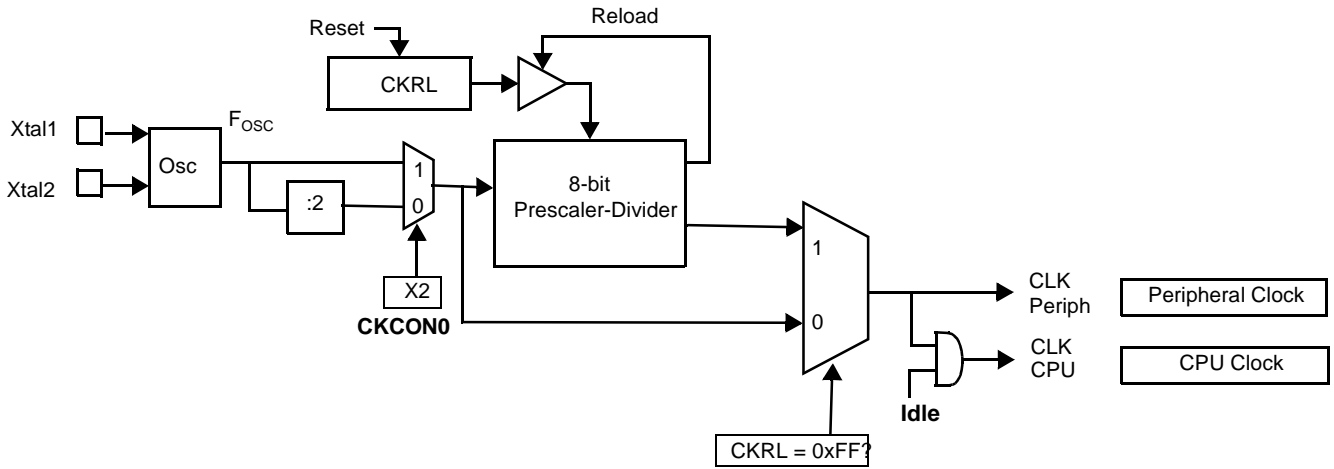 Reload
Reset
CKRL
Xtal1
FOSC
Osc
Xtal2
:2
1
0
8-bit
Prescaler-Divider
X2
CKCON0
1
0
CLK
Periph
Peripheral Clock
CLK
CPU
CPU Clock
Idle
CKRL = 0xFF?